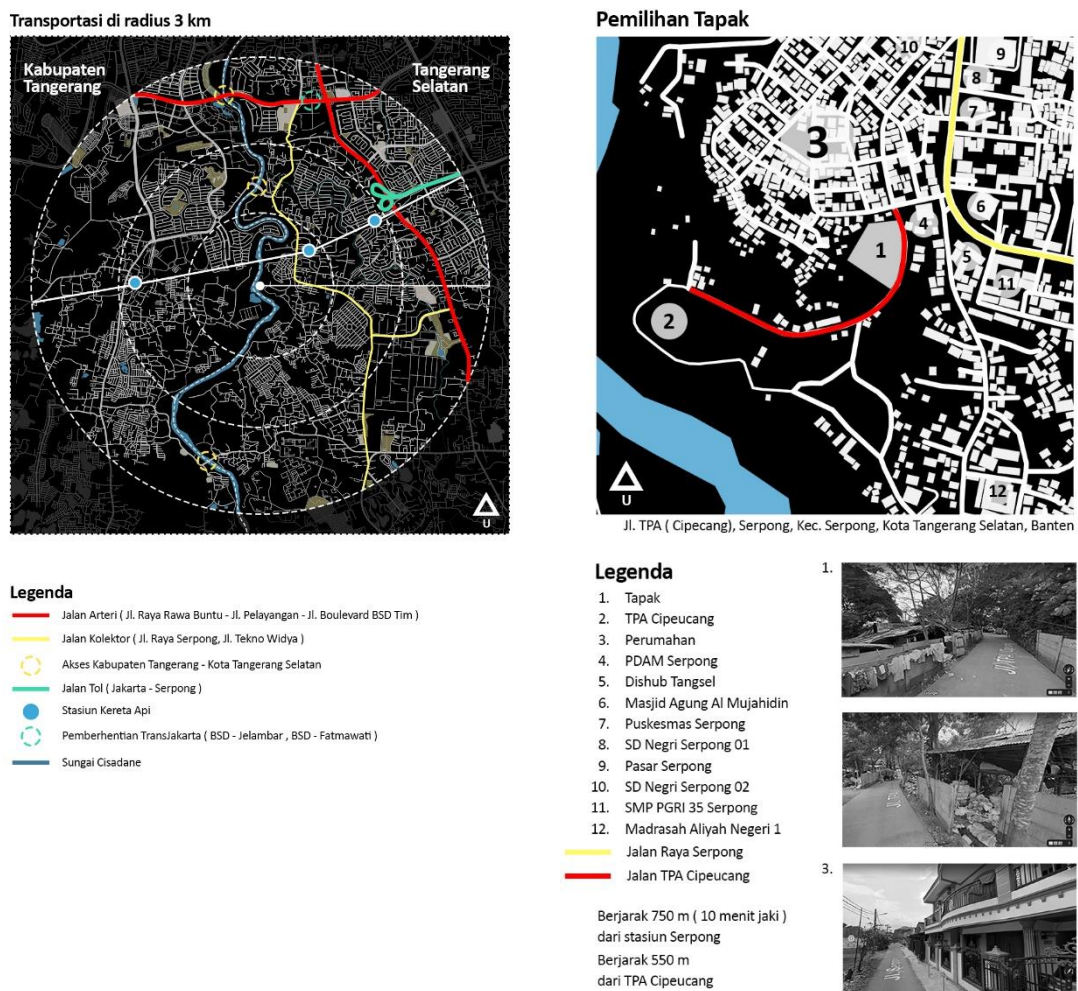 Transportasi di radius 3 km
Kabupaten
Tangerang
Tangerang
Selatan
U
Legenda
Jalan Arteri ( Jl. Raya Rawa Buntu - Jl. Pelayangan - Jl. Boulevard BSD Tim )
Jalan Kolektor ( Jl. Raya Serpong, Jl. Tekno Widya )
Akses Kabupaten Tangerang - Kota Tangerang Selatan
Jalan Tol ( Jakarta - Serpong )
Stasiun Kereta Api
Pemberhentian TransJakarta ( BSD - Jelambar , BSD - Fatmawati )
Sungai Cisadane
Pemilihan Tapak
10
9
8
7
3
6
4
1
5
11
2
12
U
Jl. TPA ( Cipecang), Serpong, Kec. Serpong, Kota Tangerang Selatan, Banten
Legenda
1. Tapak
2. TPA Cipeucang
3. Perumahan
4. PDAM Serpong
5. Dishub Tangsel
6. Masjid Agung Al Mujahidin
7. Puskesmas Serpong
8. SD Negri Serpong 01
9. Pasar Serpong
10. SD Negri Serpong 02
11. SMP PGRI 35 Serpong
12. Madrasah Aliyah Negeri 1
Jalan Raya Serpong
Jalan TPA Cipeucang
Berjarak 750 m ( 10 menit jaki )
dari stasiun Serpong
Berjarak 550 m
dari TPA Cipeucang
1.
3.